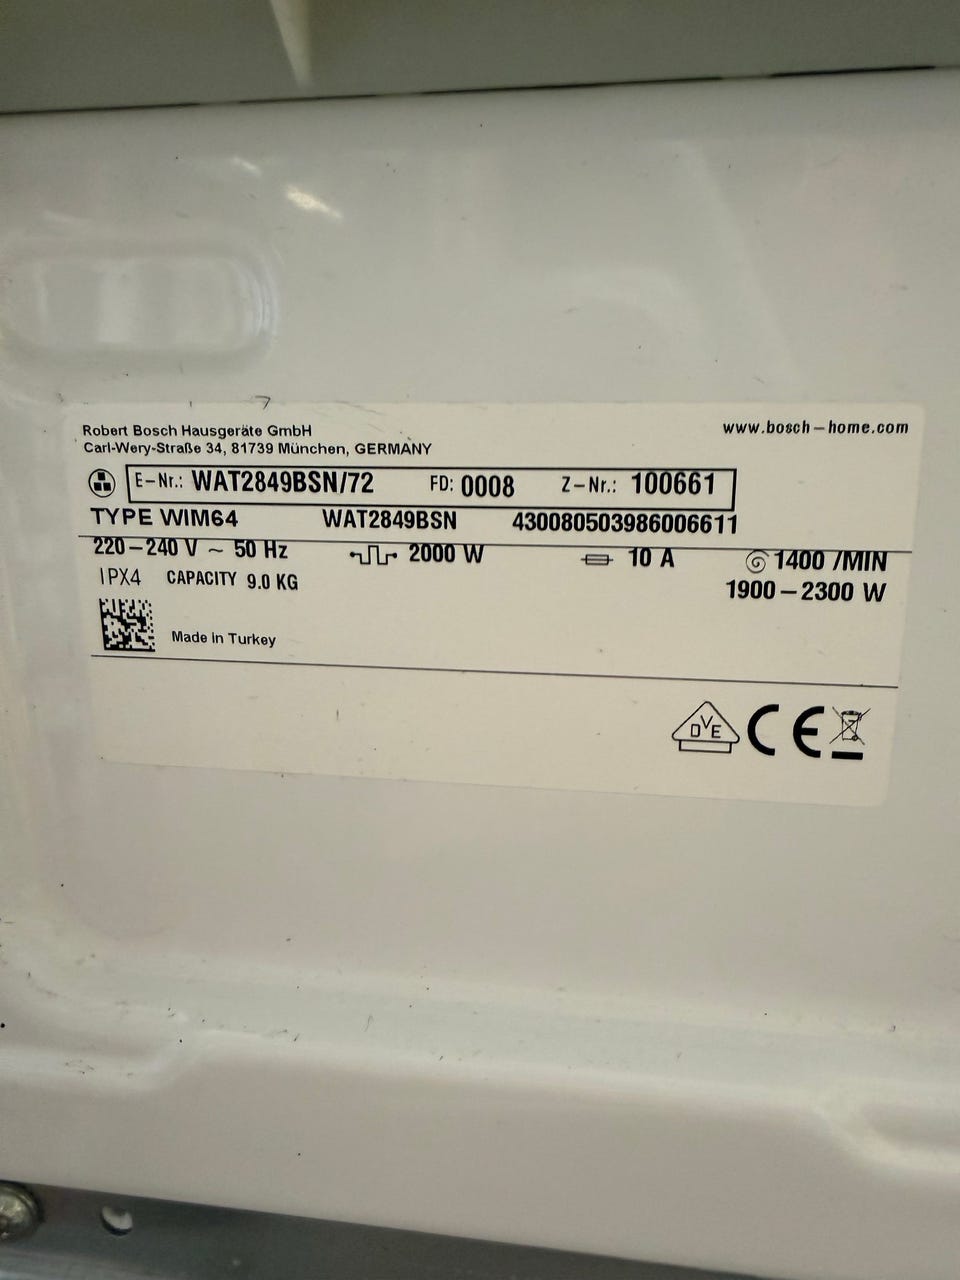 Robert Bosch Hausgeräte GmbH
Carl-Wery-Straße 34, 81739 München, GERMANY
www.bosch-home.com
E-Nr.: WAT2849BSN/72 FD: 0008 Z-Nr.: 100661
TYPE WIM64 WAT2849BSN 430080503986006611
220-240 V ~ 50 Hz 2000 W 10 A 1400 /MIN
IPX4 CAPACITY 9.0 KG 1900-2300 W
Made in Turkey
DVE CE